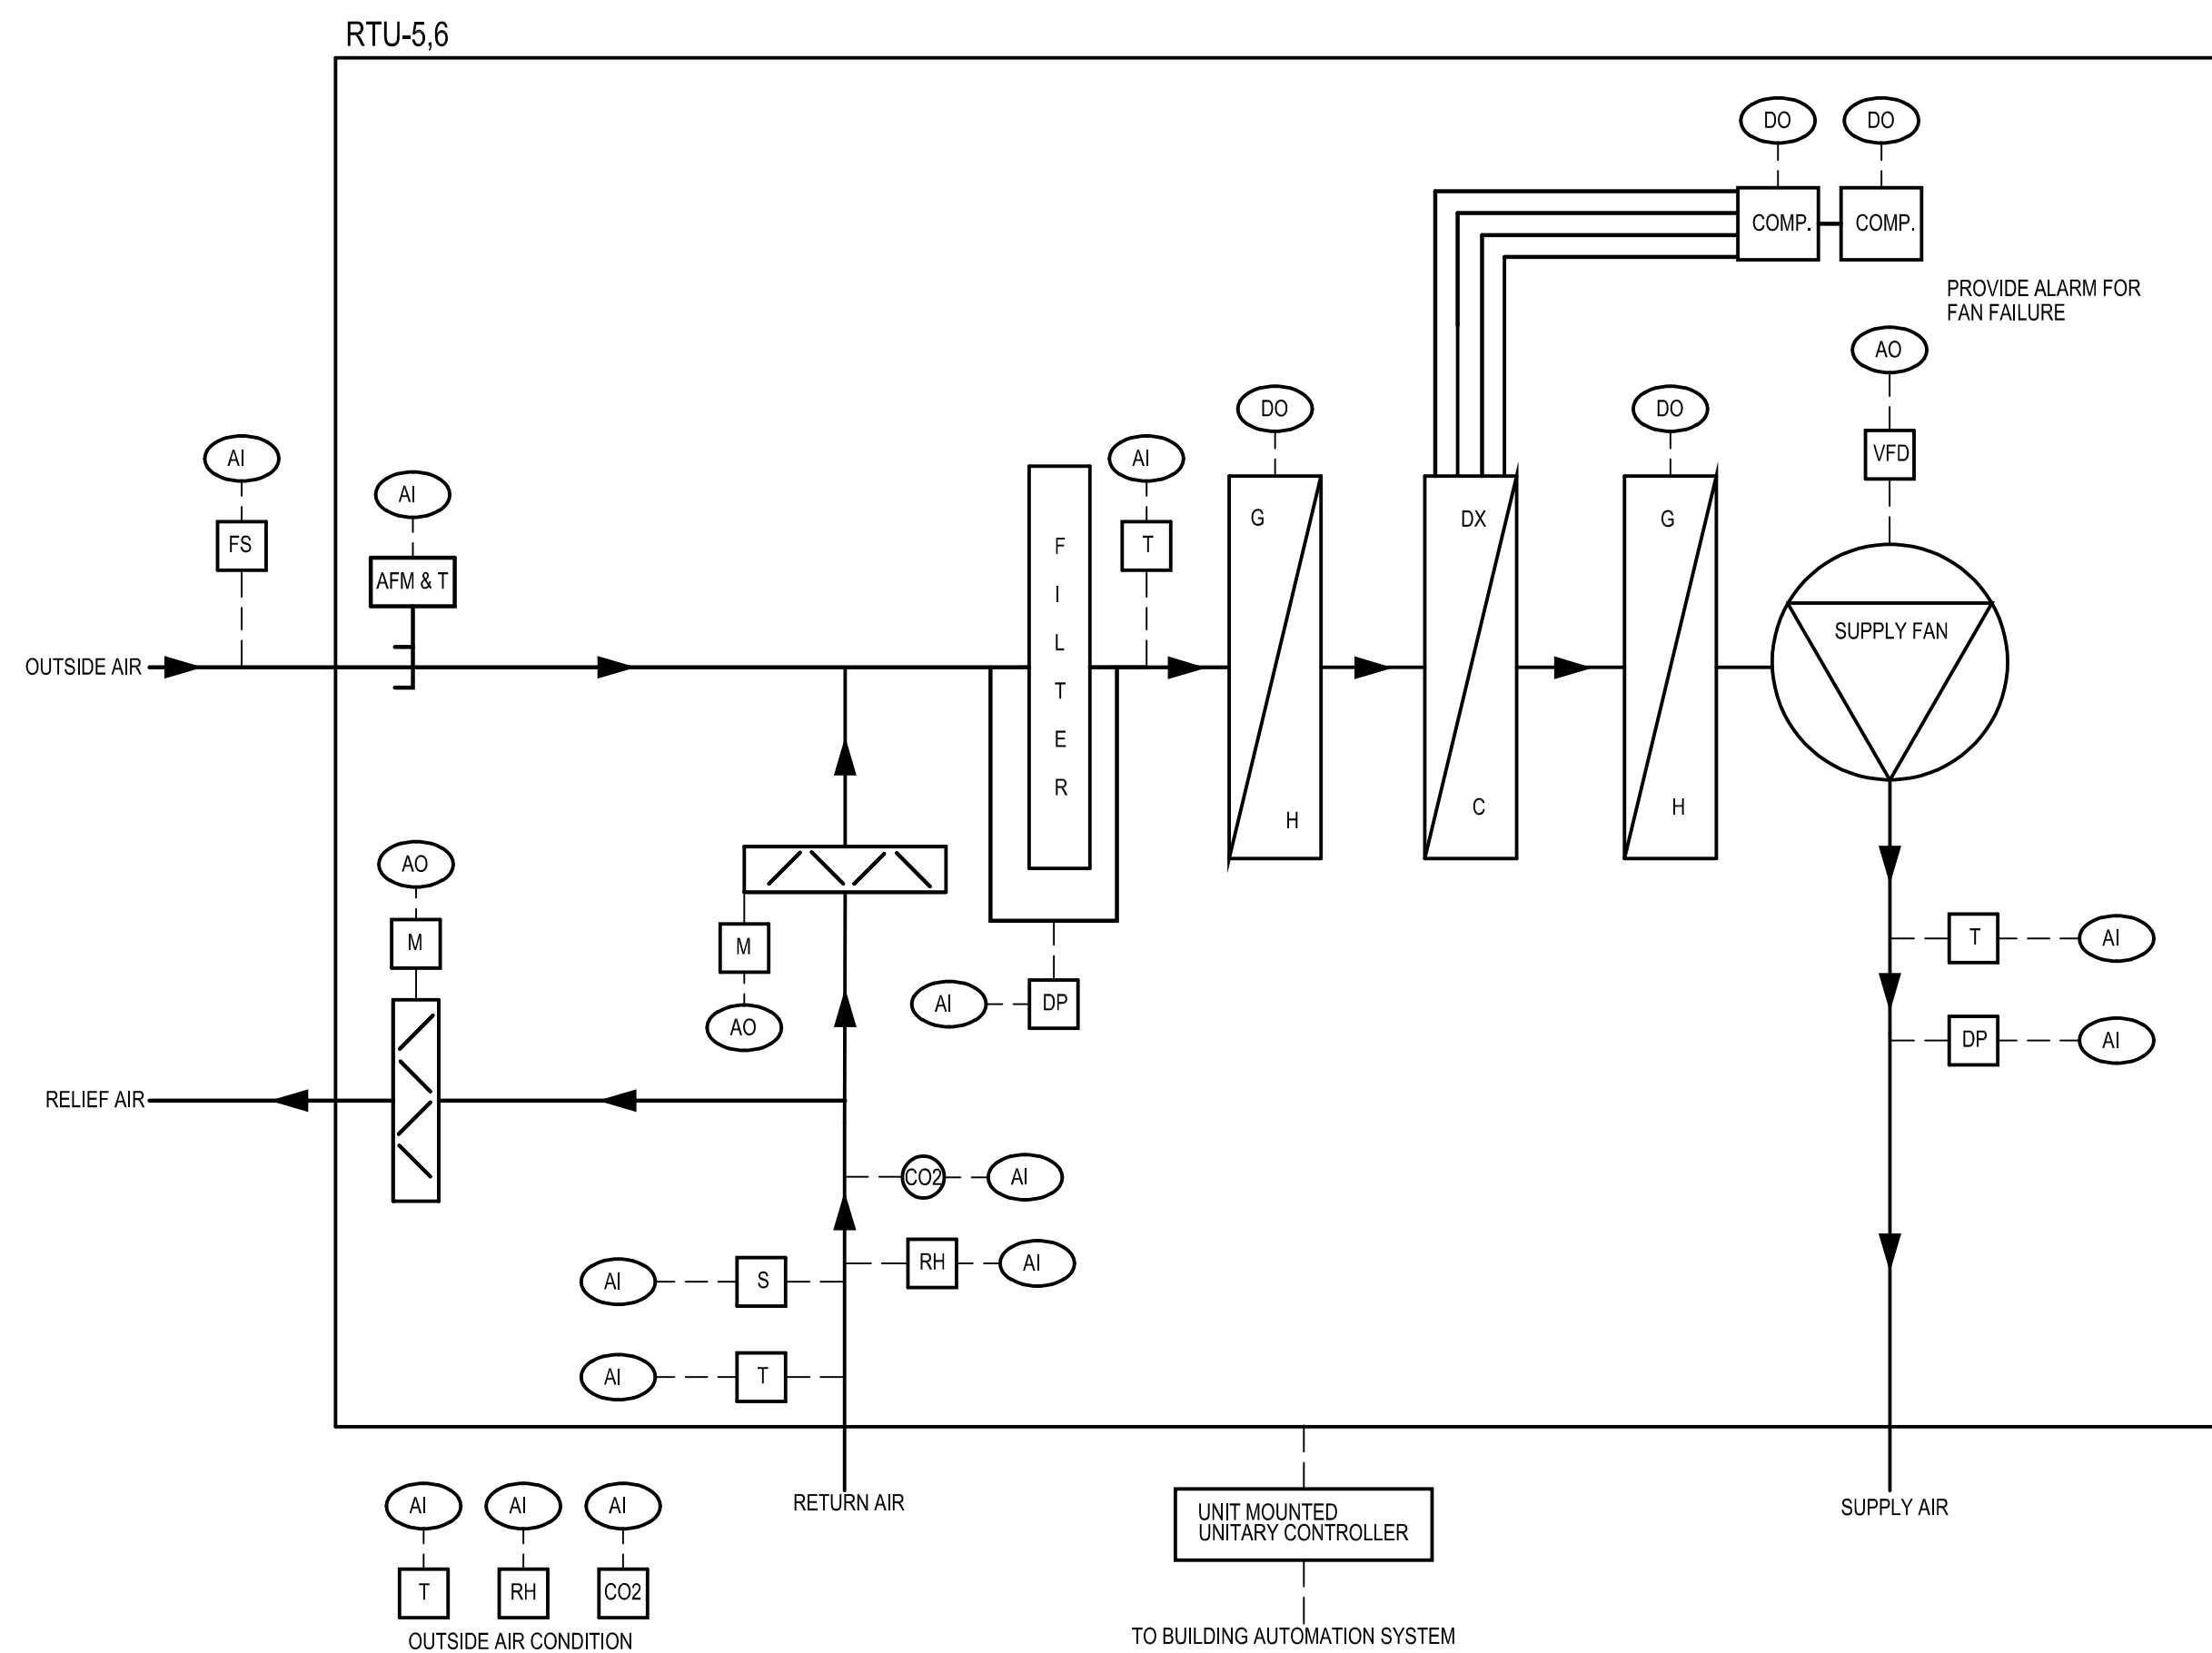 RTU-5,6
DO
DO
COMP.
COMP.
PROVIDE ALARM FOR
FAN FAILURE
AO
VFD
DO
DO
AI
FS
AI
AFM & T
AI
T
F
I
L
T
E
R
G
H
DX
C
G
H
SUPPLY FAN
OUTSIDE AIR
AO
M
M
AO
AI
DP
T
AI
DP
AI
RELIEF AIR
CO2
AI
RH
AI
AI
S
AI
T
RETURN AIR
SUPPLY AIR
AI
AI
AI
T
RH
CO2
OUTSIDE AIR CONDITION
UNIT MOUNTED
UNITARY CONTROLLER
TO BUILDING AUTOMATION SYSTEM